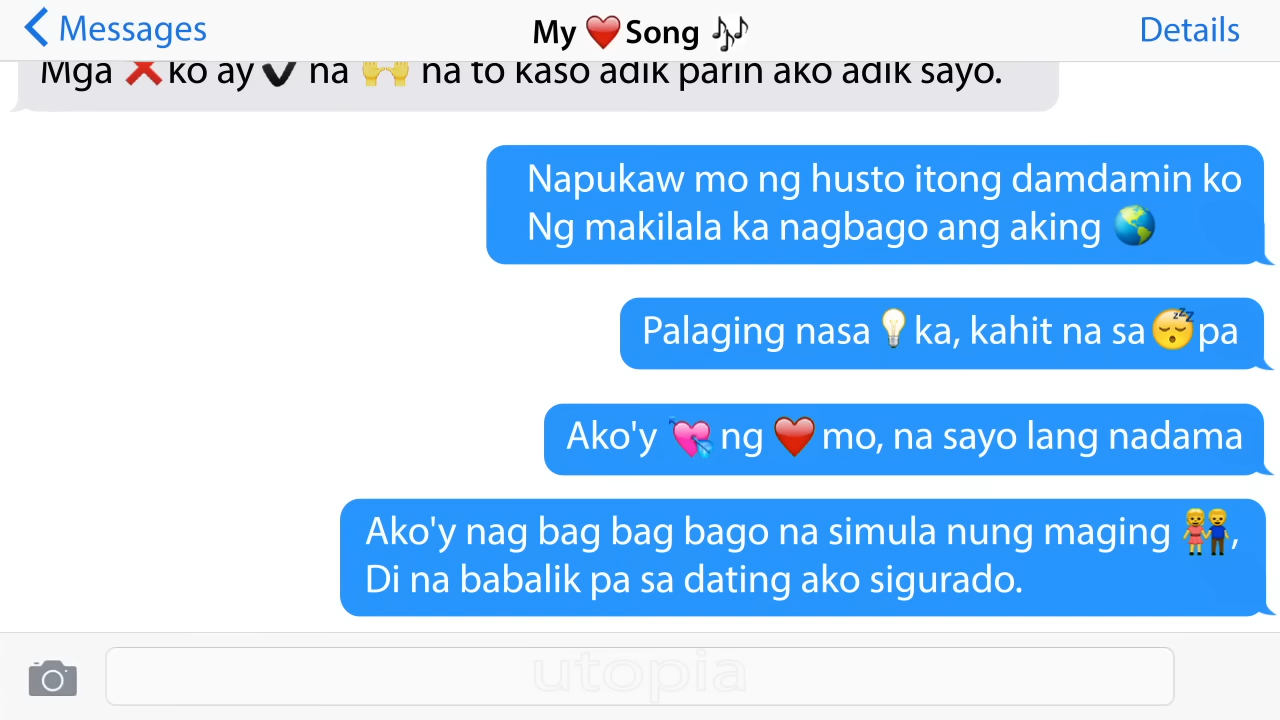 Messages
My ❤️ Song 🎶
Details
Mga ❌ ko ay ✔️ na 🙌 na to kaso adik parin ako adik sayo.
Napukaw mo ng husto itong damdamin ko
Ng makilala ka nagbago ang aking 🌎
Palaging nasa 💡 ka, kahit na sa 😴 pa
Ako'y 💘 ng ❤️ mo, na sayo lang nadama
Ako'y nag bag bag bago na simula nung maging 👫,
Di na babalik pa sa dating ako sigurado.
utopia